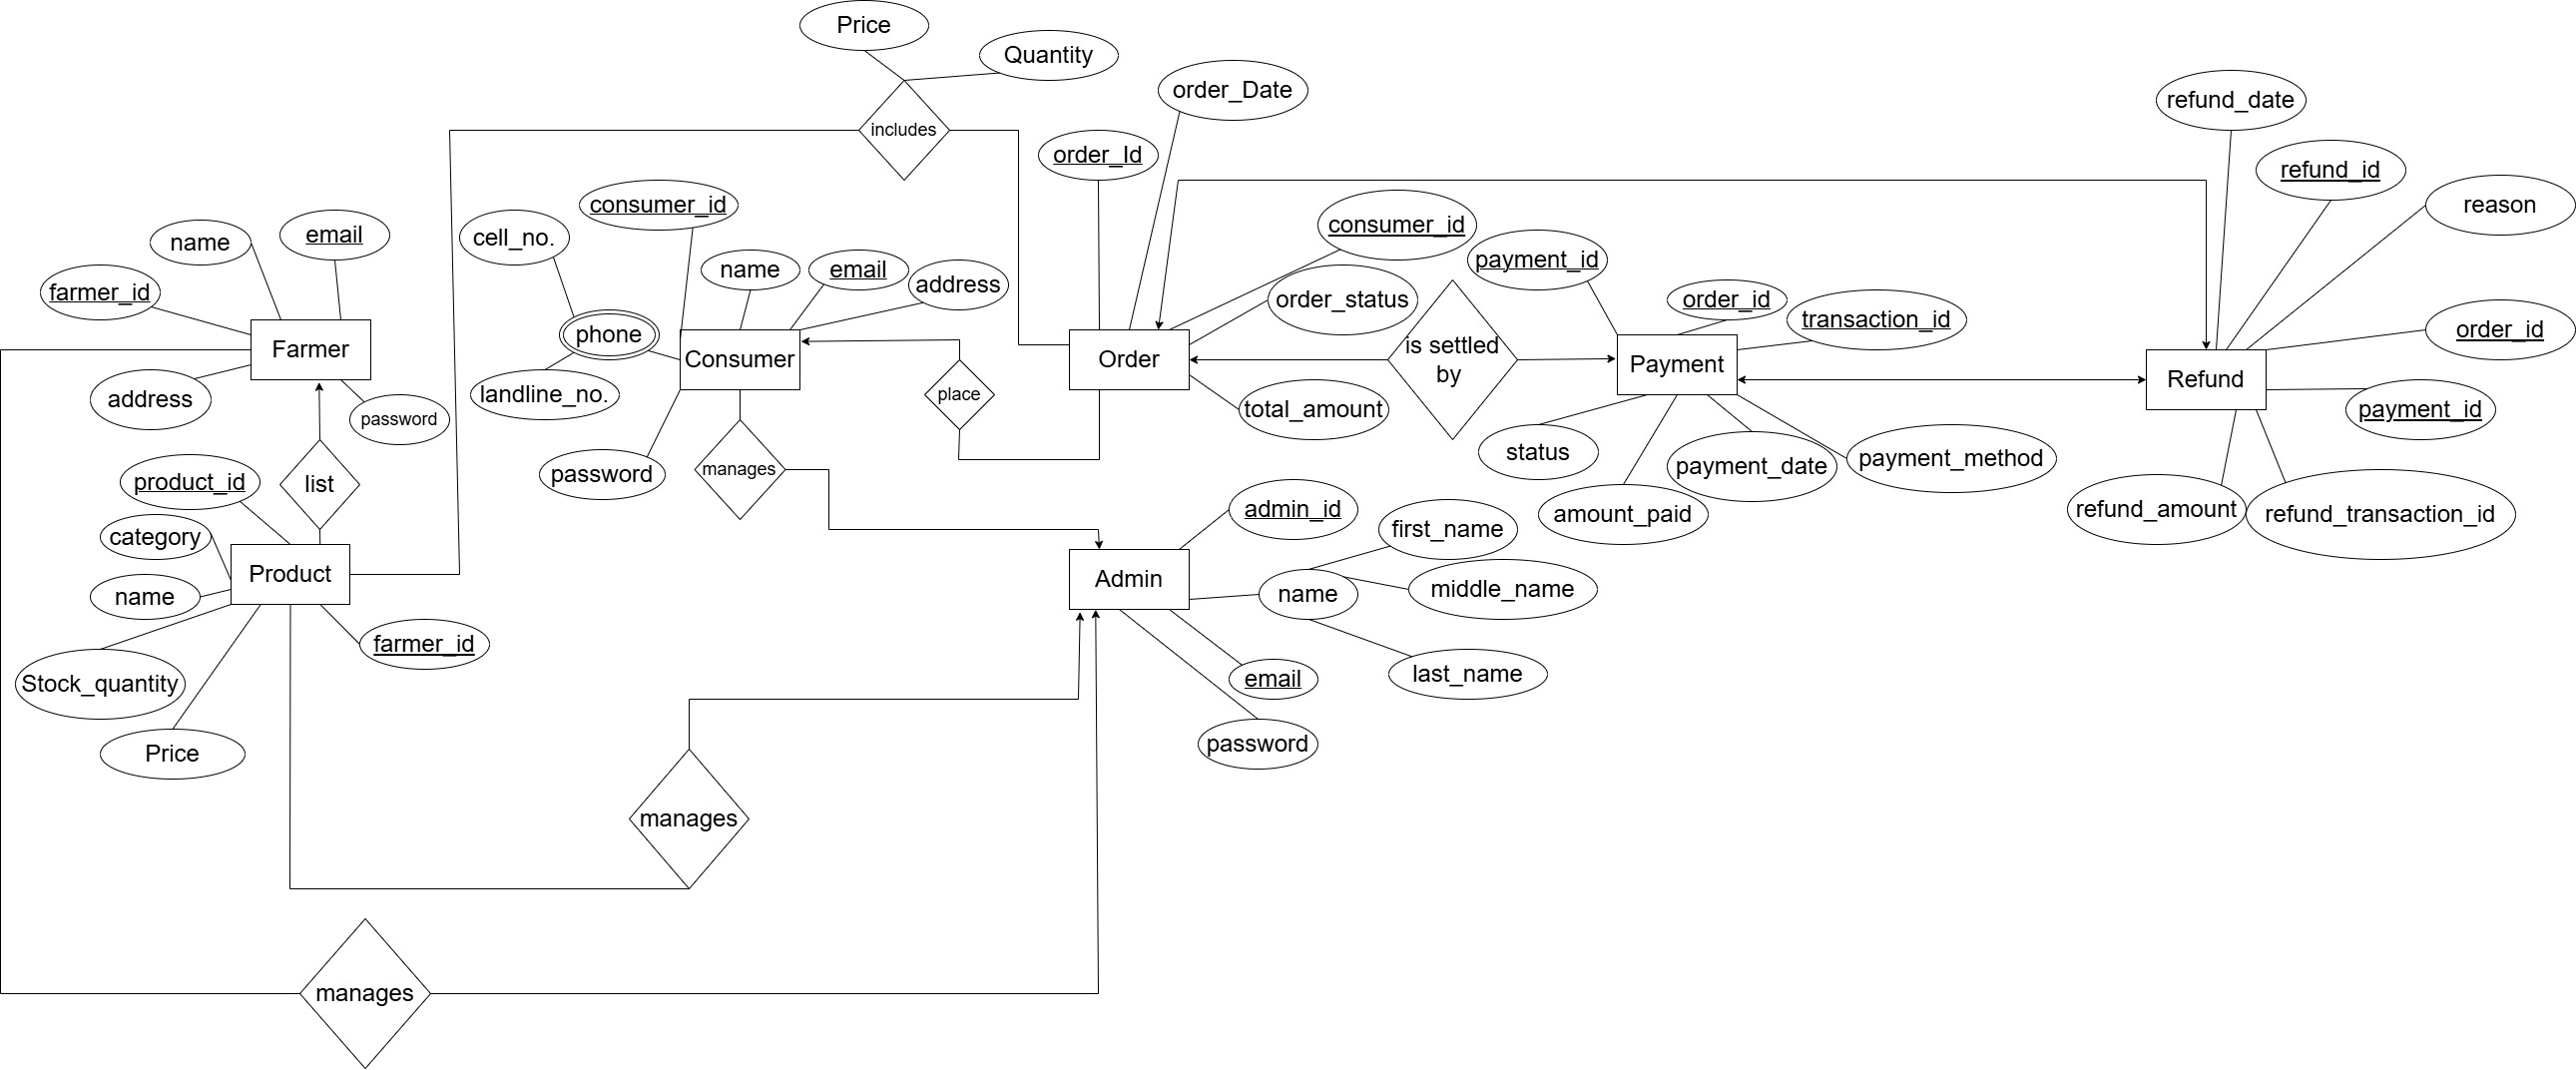 Price
Quantity
order_Date
includes
order_Id
refund_date
refund_id
reason
consumer_id
cell_no.
name
email
farmer_id
name
email
address
phone
landline_no.
Consumer
password
Farmer
address
password
consumer_id
order_status
Order
total_amount
place
manages
is settled
by
payment_id
order_id
transaction_id
Payment
status
amount_paid
payment_date
payment_method
order_id
Refund
payment_id
refund_amount
refund_transaction_id
list
product_id
category
Product
name
farmer_id
Stock_quantity
Price
admin_id
first_name
Admin
name
middle_name
last_name
email
password
manages
manages